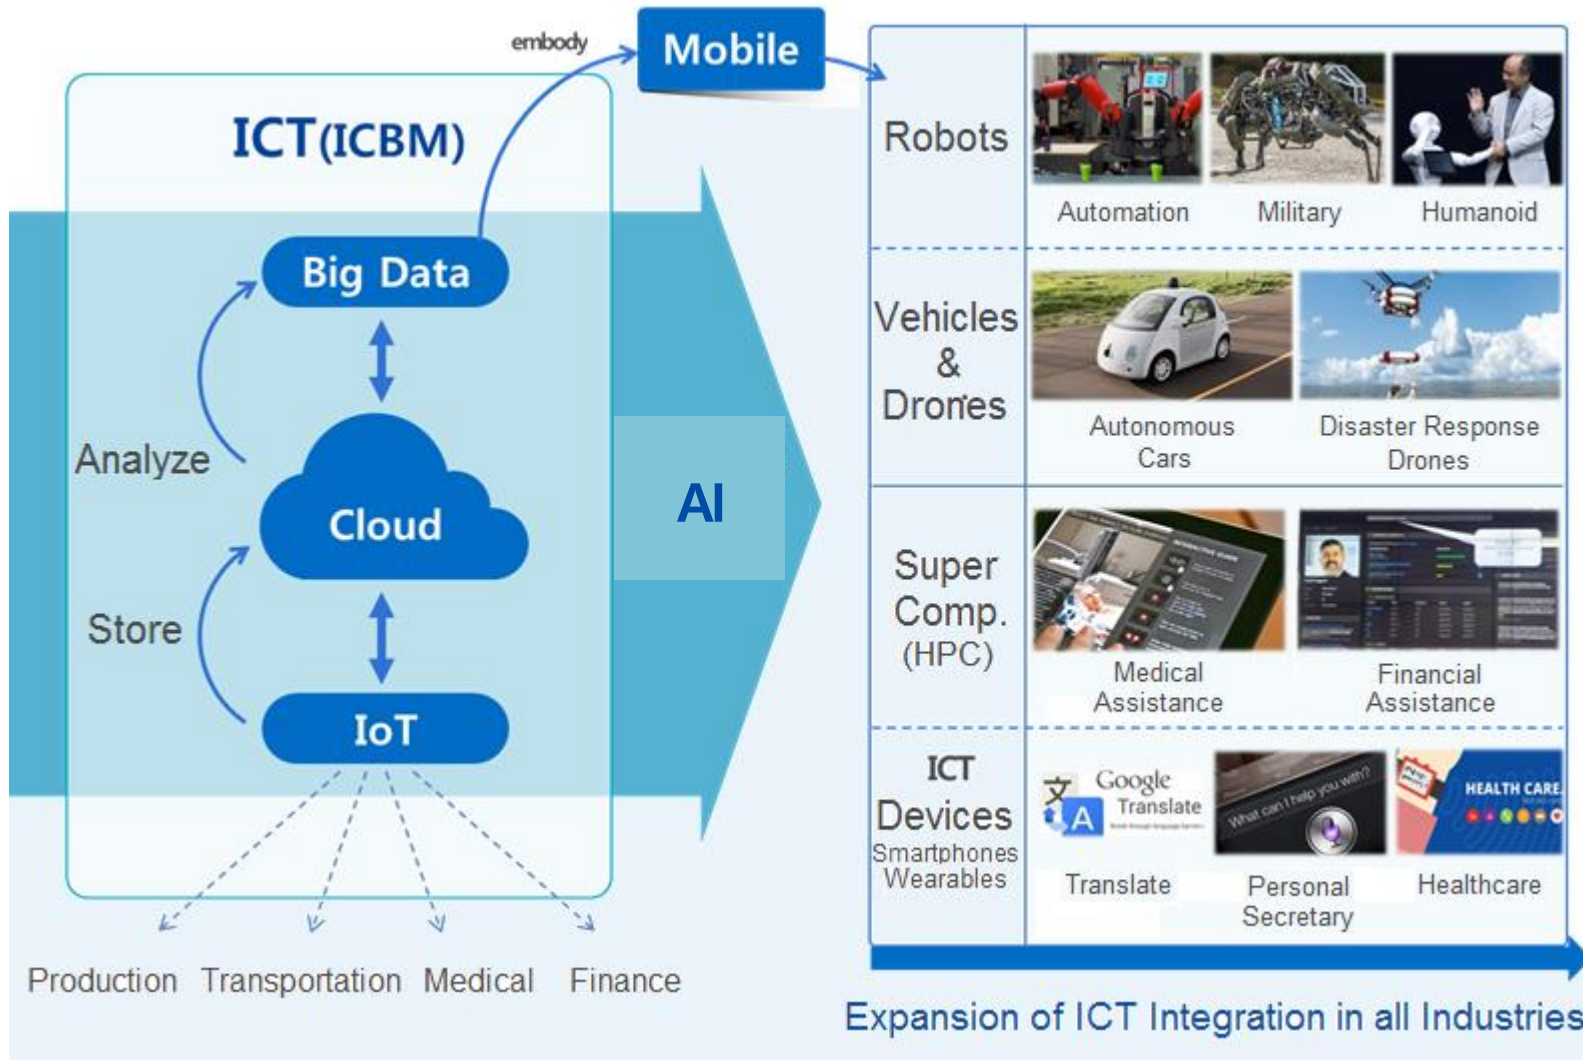 embody
Mobile
ICT(ICBM)
Big Data
Analyze
Cloud
Store
IoT
Production Transportation Medical Finance
AI
Robots
Automation Military Humanoid
Vehicles
&
Drones
Autonomous
Cars
Disaster Response
Drones
Super
Comp.
(HPC)
INTERACTIVE GUIDE
Medical
Assistance
Financial
Assistance
ICT
Devices
Smartphones
Wearables
文
A
Google
Translate
Translate
What can I help you with?
Personal
Secretary
HEALTH CARE.
Healthcare
Expansion of ICT Integration in all Industries